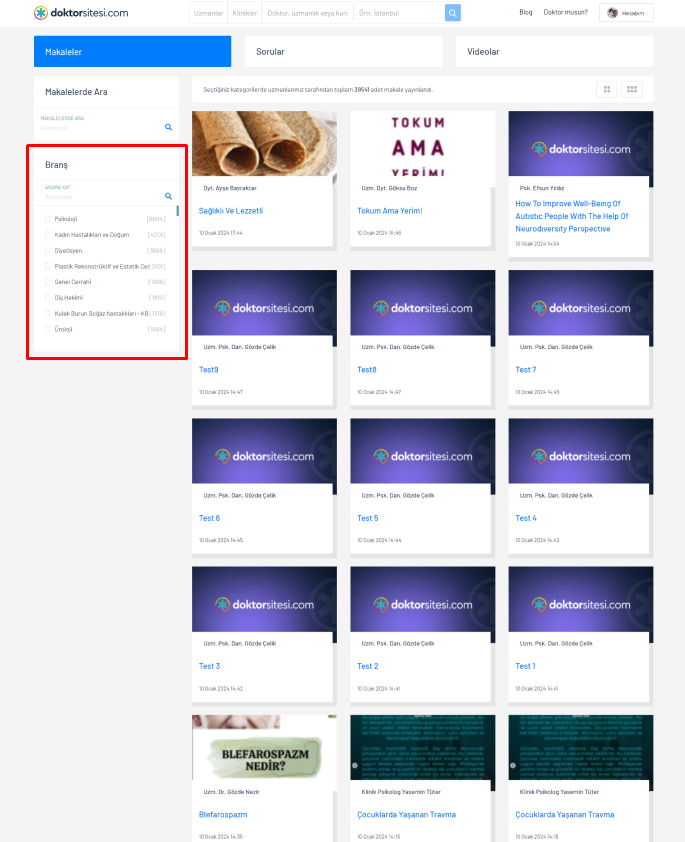 doktorsitesi.com
Uzmanlar
Klinikler
Doktor, uzmanlık veya kuru
Örn: İstanbul
Blog
Doktor musun?
Hesabım
Makaleler
Sorular
Videolar
Makalelerde Ara
MAKALELERDE ARA
Arama yap
Branş
ARAMA YAP
Arama yap
Psikoloji [6604]
Kadın Hastalıkları ve Doğum [4201]
Diyetisyen
Plastik Rekonstrüktif ve Estetik Cer
Genel Cerrahi
Diş Hekimi
Kulak Burun Boğaz hastalıkları - KB
Üroloji [1094]
Seçtiğiniz kategorilerde uzmanlarımız tarafından toplam 39541 adet makale yayınlandı.
Dyt. Ayşe Bayraktar
Sağlıklı Ve Lezzetli
10 Ocak 2024 17:44
TOKUM
AMA
YERİM!
Uzm. Dyt. Göksu Boz
Tokum Ama Yerim!
10 Ocak 2024 16:46
doktorsitesi.com
Psk. Efsun Yıldız
How To Improve Well-Being Of
Autistic People With The Help Of
Neurodiversity Perspective
10 Ocak 2024 14:54
doktorsitesi.com
Uzm. Psk. Dan. Gözde Çelik
Test9
10 Ocak 2024 14:47
doktorsitesi.com
Uzm. Psk. Dan. Gözde Çelik
Test8
10 Ocak 2024 14:47
doktorsitesi.com
Uzm. Psk. Dan. Gözde Çelik
Test 7
10 Ocak 2024 14:45
doktorsitesi.com
Uzm. Psk. Dan. Gözde Çelik
Test 6
10 Ocak 2024 14:45
doktorsitesi.com
Uzm. Psk. Dan. Gözde Çelik
Test 5
10 Ocak 2024 14:44
doktorsitesi.com
Uzm. Psk. Dan. Gözde Çelik
Test 4
10 Ocak 2024 14:42
doktorsitesi.com
Uzm. Psk. Dan. Gözde Çelik
Test 3
10 Ocak 2024 14:42
doktorsitesi.com
Uzm. Psk. Dan. Gözde Çelik
Test 2
10 Ocak 2024 14:41
doktorsitesi.com
Uzm. Psk. Dan. Gözde Çelik
Test 1
10 Ocak 2024 14:41
BLEFAROSPAZM
NEDİR?
Uzm. Dr. Gözde Nezir
Blefarospazm
10 Ocak 2024 14:35
Klinik Psikolog Yasemin Tüter
Çocuklarda Yaşanan Travma
10 Ocak 2024 14:15
Klinik Psikolog Yasemin Tüter
Çocuklarda Yaşanan Travma
10 Ocak 2024 14:15